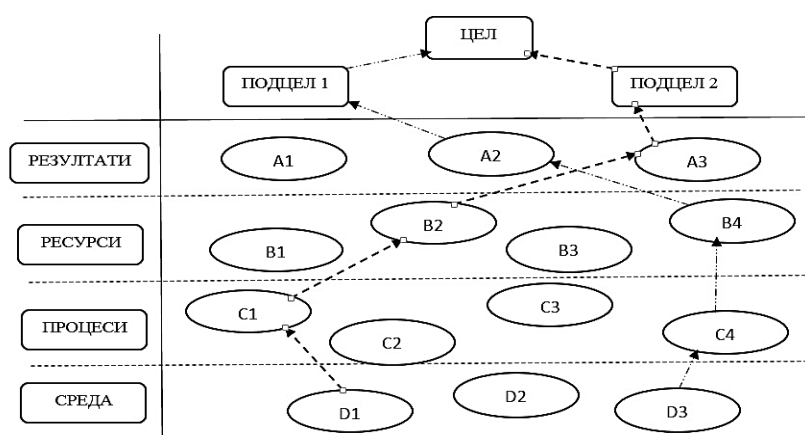 ЦЕЛ
ПОДЦЕЛ 1
ПОДЦЕЛ 2
РЕЗУЛТАТИ
A1
A2
A3
РЕСУРСИ
B1
B2
B3
B4
ПРОЦЕСИ
C1
C2
C3
C4
СРЕДА
D1
D2
D3